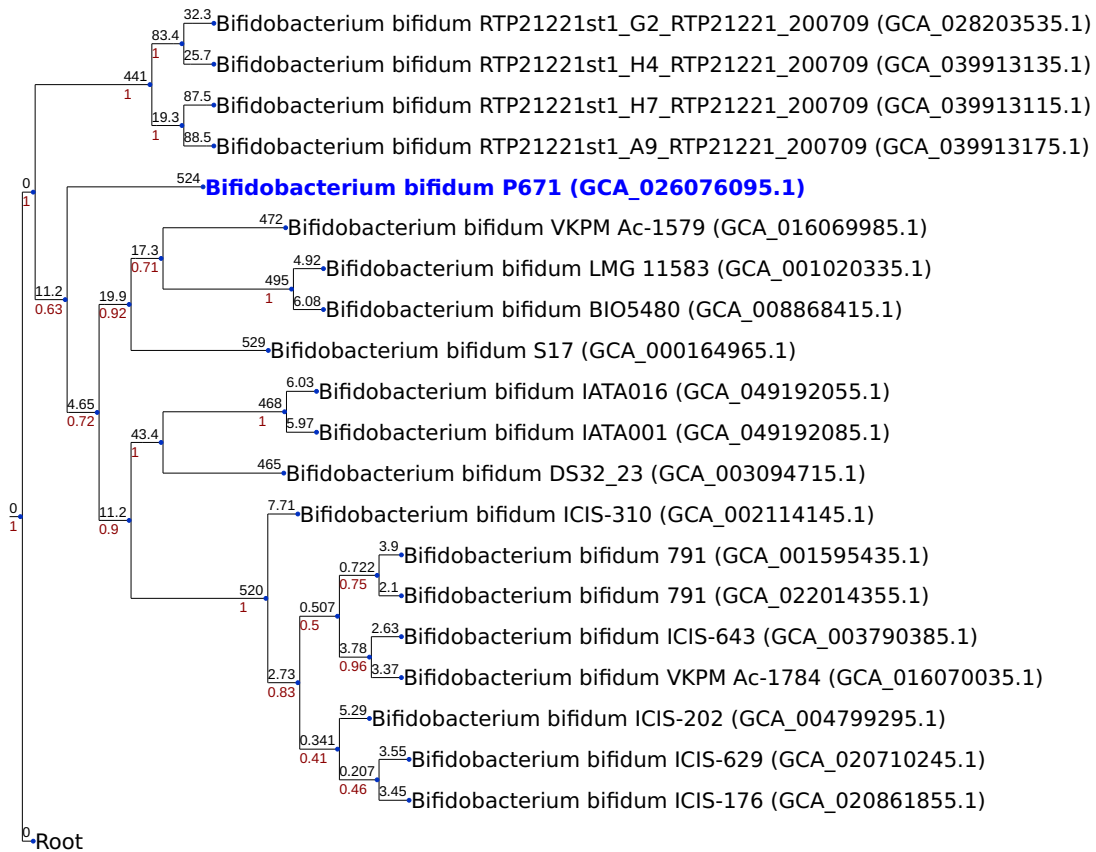 32.3 Bifidobacterium bifidum RTP21221st1_G2_RTP21221_200709 (GCA_028203535.1)
83.4
1
25.7 Bifidobacterium bifidum RTP21221st1_H4_RTP21221_200709 (GCA_039913135.1)
441
1
87.5 Bifidobacterium bifidum RTP21221st1_H7_RTP21221_200709 (GCA_039913115.1)
19.3
1
88.5 Bifidobacterium bifidum RTP21221st1_A9_RTP21221_200709 (GCA_039913175.1)
0
1
524 Bifidobacterium bifidum P671 (GCA_026076095.1)
472 Bifidobacterium bifidum VKPM Ac-1579 (GCA_016069985.1)
17.3
0.71
4.92 Bifidobacterium bifidum LMG 11583 (GCA_001020335.1)
495
1
11.2
0.63
19.9
0.92
6.08 Bifidobacterium bifidum BIO5480 (GCA_008868415.1)
529 Bifidobacterium bifidum S17 (GCA_000164965.1)
6.03 Bifidobacterium bifidum IATA016 (GCA_049192055.1)
4.65
0.72
468
1
5.97 Bifidobacterium bifidum IATA001 (GCA_049192085.1)
43.4
1
465 Bifidobacterium bifidum DS32_23 (GCA_003094715.1)
0
1
11.2
0.9
7.71 Bifidobacterium bifidum ICIS-310 (GCA_002114145.1)
3.9 Bifidobacterium bifidum 791 (GCA_001595435.1)
0.722
0.75
520
1
2.1 Bifidobacterium bifidum 791 (GCA_022014355.1)
0.507
0.5
2.63 Bifidobacterium bifidum ICIS-643 (GCA_003790385.1)
3.78
0.96
3.37 Bifidobacterium bifidum VKPM Ac-1784 (GCA_016070035.1)
2.73
0.83
5.29 Bifidobacterium bifidum ICIS-202 (GCA_004799295.1)
0.341
0.41
3.55 Bifidobacterium bifidum ICIS-629 (GCA_020710245.1)
0.207
0.46
3.45 Bifidobacterium bifidum ICIS-176 (GCA_020861855.1)
0 Root